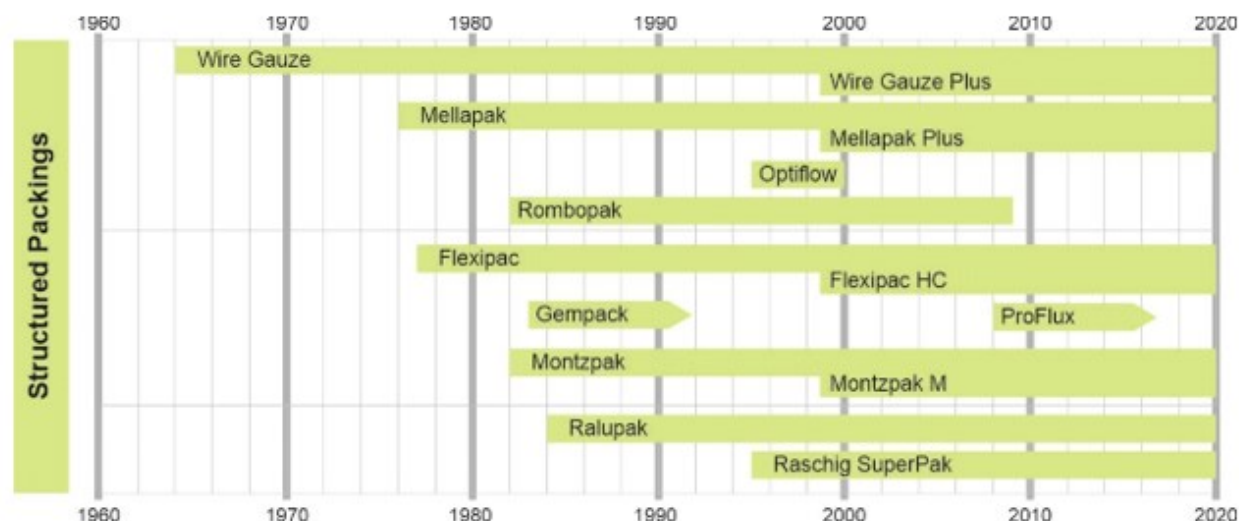 1960 1970 1980 1990 2000 2010 2020
Structured Packings
Wire Gauze
Wire Gauze Plus
Mellapak
Mellapak Plus
Optiflow
Rombopak
Flexipac
Flexipac HC
Gempack
ProFlux
Montzpak
Montzpak M
Ralupak
Raschig SuperPak
1960 1970 1980 1990 2000 2010 2020